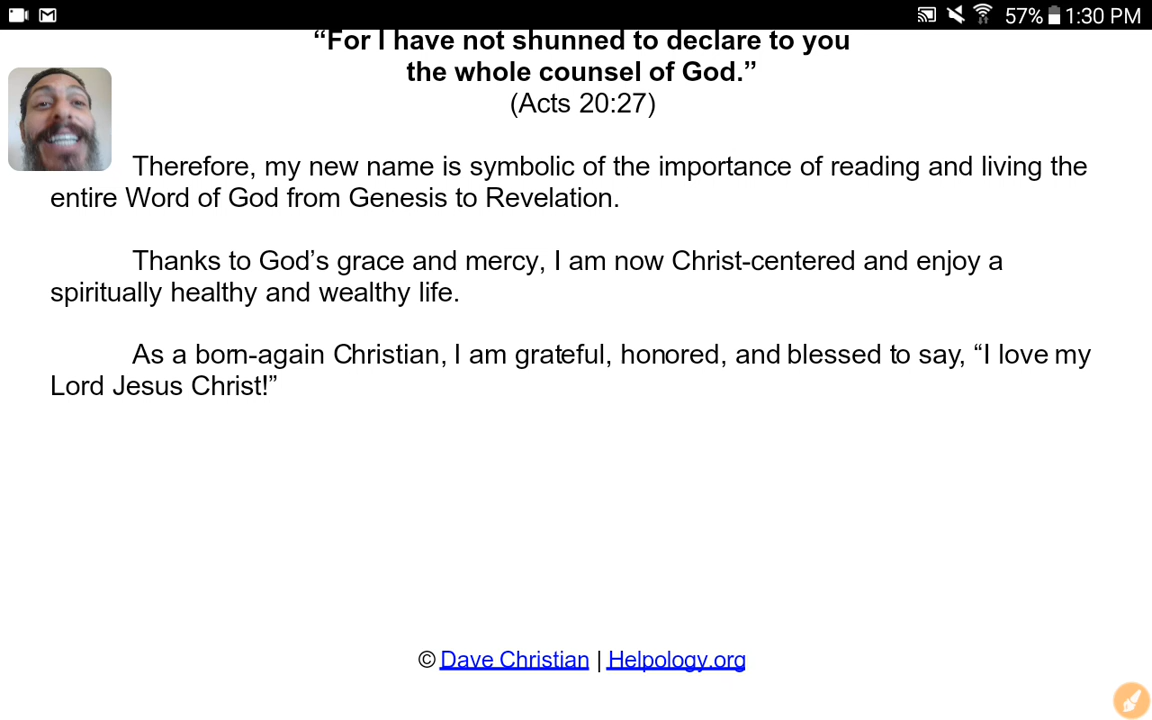 57% 1:30 PM
“For I have not shunned to declare to you
the whole counsel of God.”
(Acts 20:27)
Therefore, my new name is symbolic of the importance of reading and living the
entire Word of God from Genesis to Revelation.
Thanks to God’s grace and mercy, I am now Christ-centered and enjoy a
spiritually healthy and wealthy life.
As a born-again Christian, I am grateful, honored, and blessed to say, “I love my
Lord Jesus Christ!”
© Dave Christian | Helpology.org